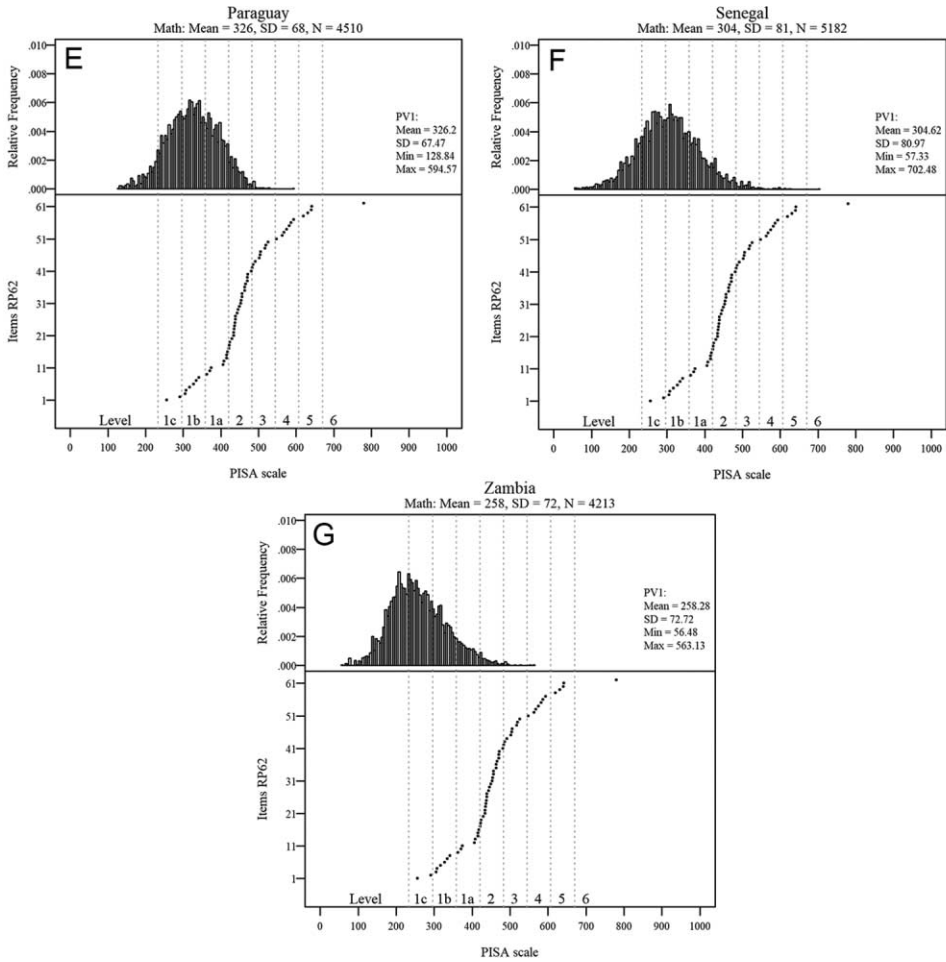 Paraguay
Math: Mean = 326, SD = 68, N = 4510
E
.010
.008
.006
.004
.002
.000
Relative Frequency
PV1:
Mean = 326.2
SD = 67.47
Min = 128.84
Max = 594.57
61
51
41
31
21
11
1
Items RP62
Level 1c 1b 1a 2 3 4 5 6
0 100 200 300 400 500 600 700 800 900 1000
PISA scale
Senegal
Math: Mean = 304, SD = 81, N = 5182
F
.010
.008
.006
.004
.002
.000
Relative Frequency
PV1:
Mean = 304.62
SD = 80.97
Min = 57.33
Max = 702.48
61
51
41
31
21
11
1
Items RP62
Level 1c 1b 1a 2 3 4 5 6
0 100 200 300 400 500 600 700 800 900 1000
PISA scale
Zambia
Math: Mean = 258, SD = 72, N = 4213
G
.010
.008
.006
.004
.002
.000
Relative Frequency
PV1:
Mean = 258.28
SD = 72.72
Min = 56.48
Max = 563.13
61
51
41
31
21
11
1
Items RP62
Level 1c 1b 1a 2 3 4 5 6
0 100 200 300 400 500 600 700 800 900 1000
PISA scale